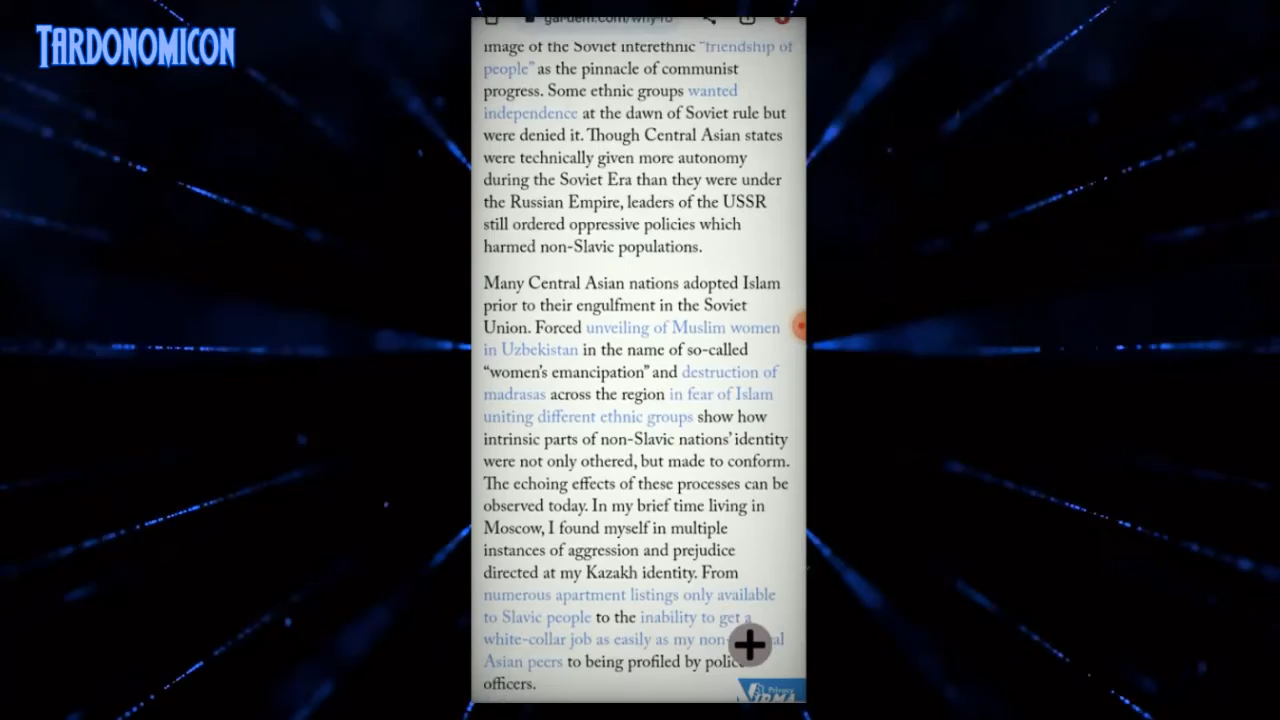 TARDONOMICON
image of the Soviet interethnic "friendship of
people" as the pinnacle of communist
progress. Some ethnic groups wanted
independence at the dawn of Soviet rule but
were denied it. Though Central Asian states
were technically given more autonomy
during the Soviet Era than they were under
the Russian Empire, leaders of the USSR
still ordered oppressive policies which
harmed non-Slavic populations.
Many Central Asian nations adopted Islam
prior to their engulfment in the Soviet
Union. Forced unveiling of Muslim women
in Uzbekistan in the name of so-called
“women’s emancipation” and destruction of
madrasas across the region in fear of Islam
uniting different ethnic groups show how
intrinsic parts of non-Slavic nations’ identity
were not only othered, but made to conform.
The echoing effects of these processes can be
observed today. In my brief time living in
Moscow, I found myself in multiple
instances of aggression and prejudice
directed at my Kazakh identity. From
numerous apartment listings only available
to Slavic people to the inability to get a
white-collar job as easily as my
Asian peers to being profiled by
officers.
Privacy